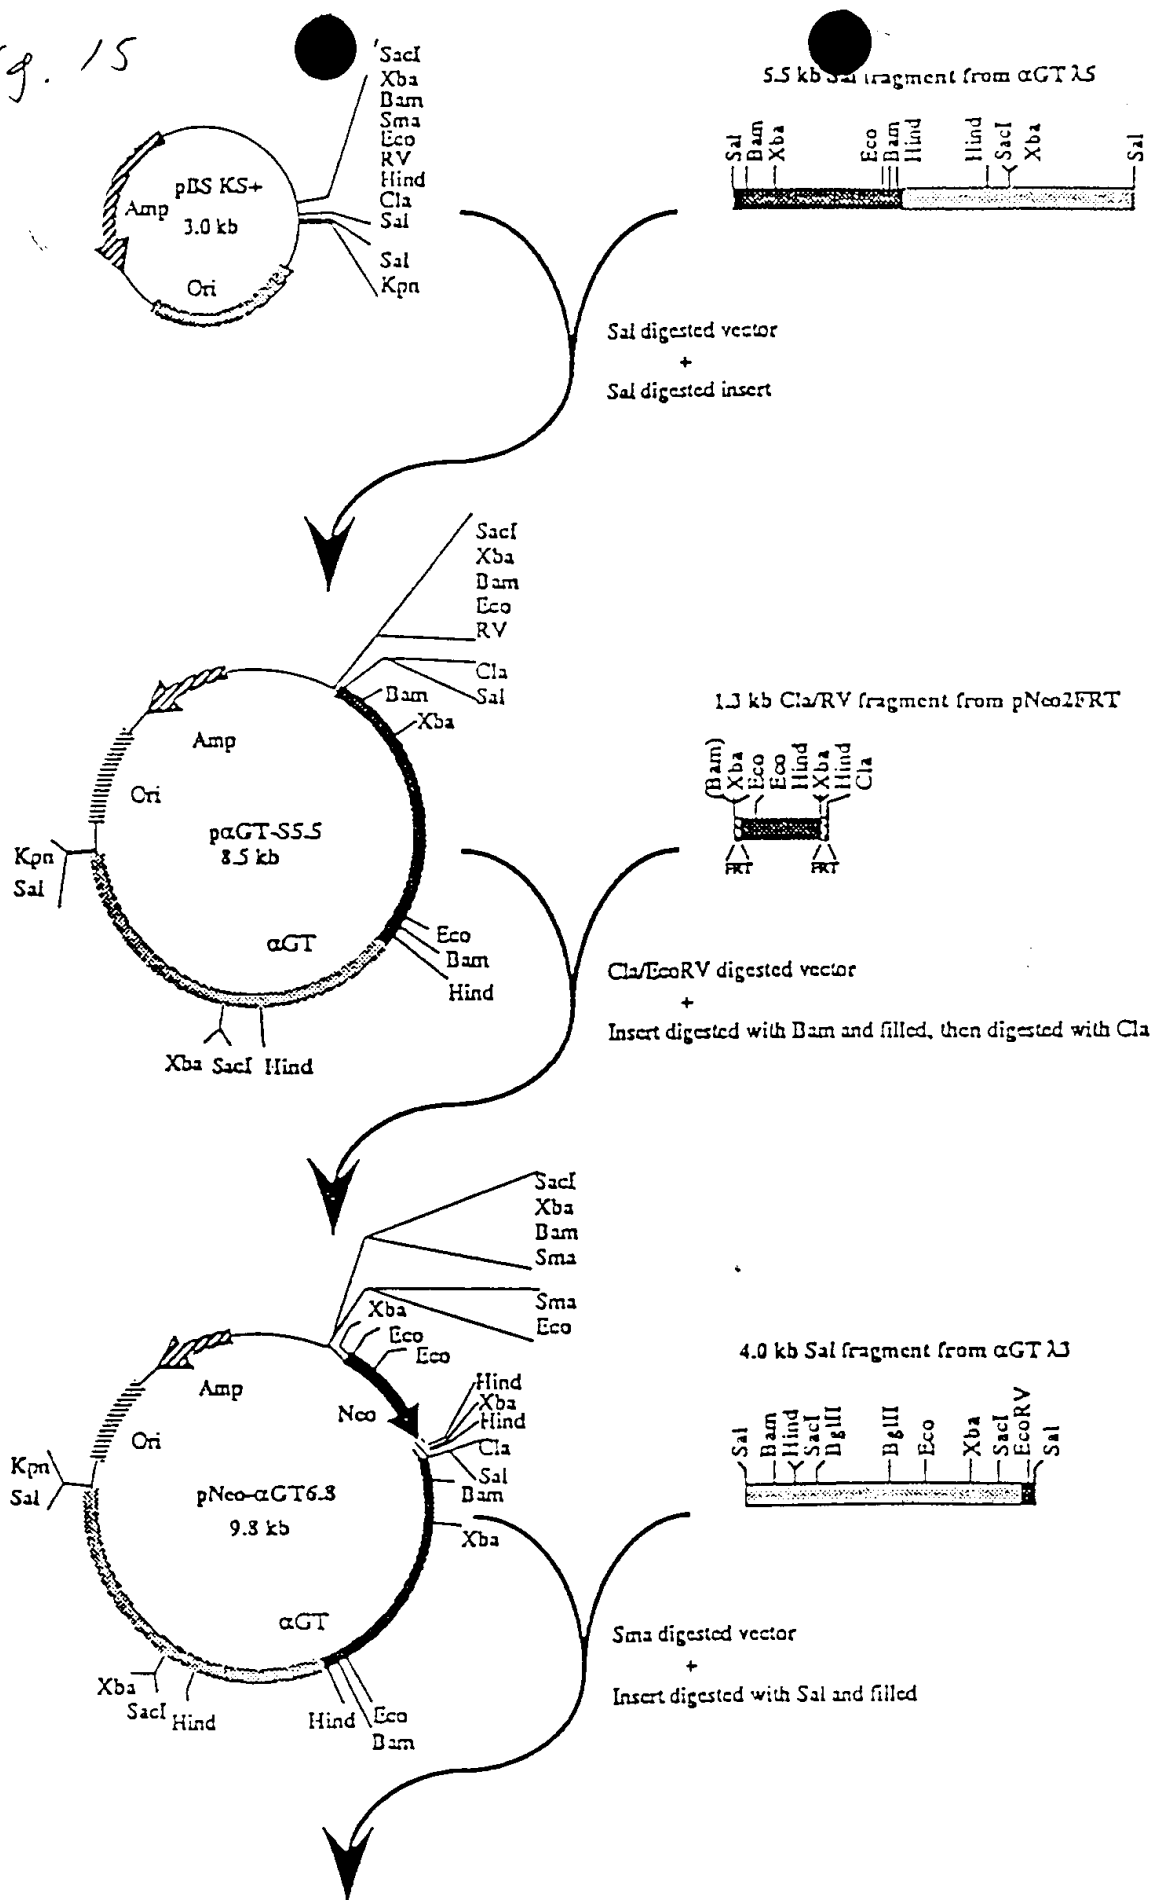 g. 15
SacI
Xba
Bam
Sma
Eco
RV
Hind
Cla
Sal
Sal
Kpn
pBS KS+
3.0 kb
Amp
Ori
5.5 kb Sal fragment from αGT λ5
Sal
Bam
Xba
Eco
Bam
Hind
Hind
SacI
Xba
Sal
Sal digested vector
+
Sal digested insert
SacI
Xba
Bam
Eco
RV
Cla
Sal
Bam
Xba
Amp
Ori
pαGT-S5.5
8.5 kb
Kpn
Sal
αGT
Eco
Bam
Hind
Xba SacI Hind
1.3 kb Cla/RV fragment from pNeo2FRT
(Bam)
Xba
Eco
Eco
Hind
Xba
Hind
Cla
FRT FRT
Cla/EcoRV digested vector
+
Insert digested with Bam and filled, then digested with Cla
SacI
Xba
Bam
Sma
Sma
Eco
Xba
Eco
Eco
Amp
Neo
Hind
Xba
Hind
Cla
Sal
Bam
Xba
Ori
Kpn
Sal
pNeo-αGT6.8
9.8 kb
αGT
Xba
SacI
Hind
Hind
Eco
Bam
4.0 kb Sal fragment from αGT λ3
Sal
Bam
Hind
SacI
BglII
BglII
Eco
Xba
SacI
EcoRV
Sal
Sma digested vector
+
Insert digested with Sal and filled